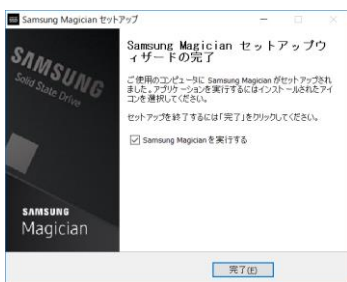 Samsung Magician セットアップ
SAMSUNG
Solid State Drive
SAMSUNG
Magician
Samsung Magician セットアップウ
ィザードの完了
ご使用のコンピュータに Samsung Magician がセットアップされ
ました。アプリケーションを実行するにはインストールされたアイ
コンを選択してください。
セットアップを終了するには「完了」をクリックしてください。
Samsung Magician を実行する
完了(F)